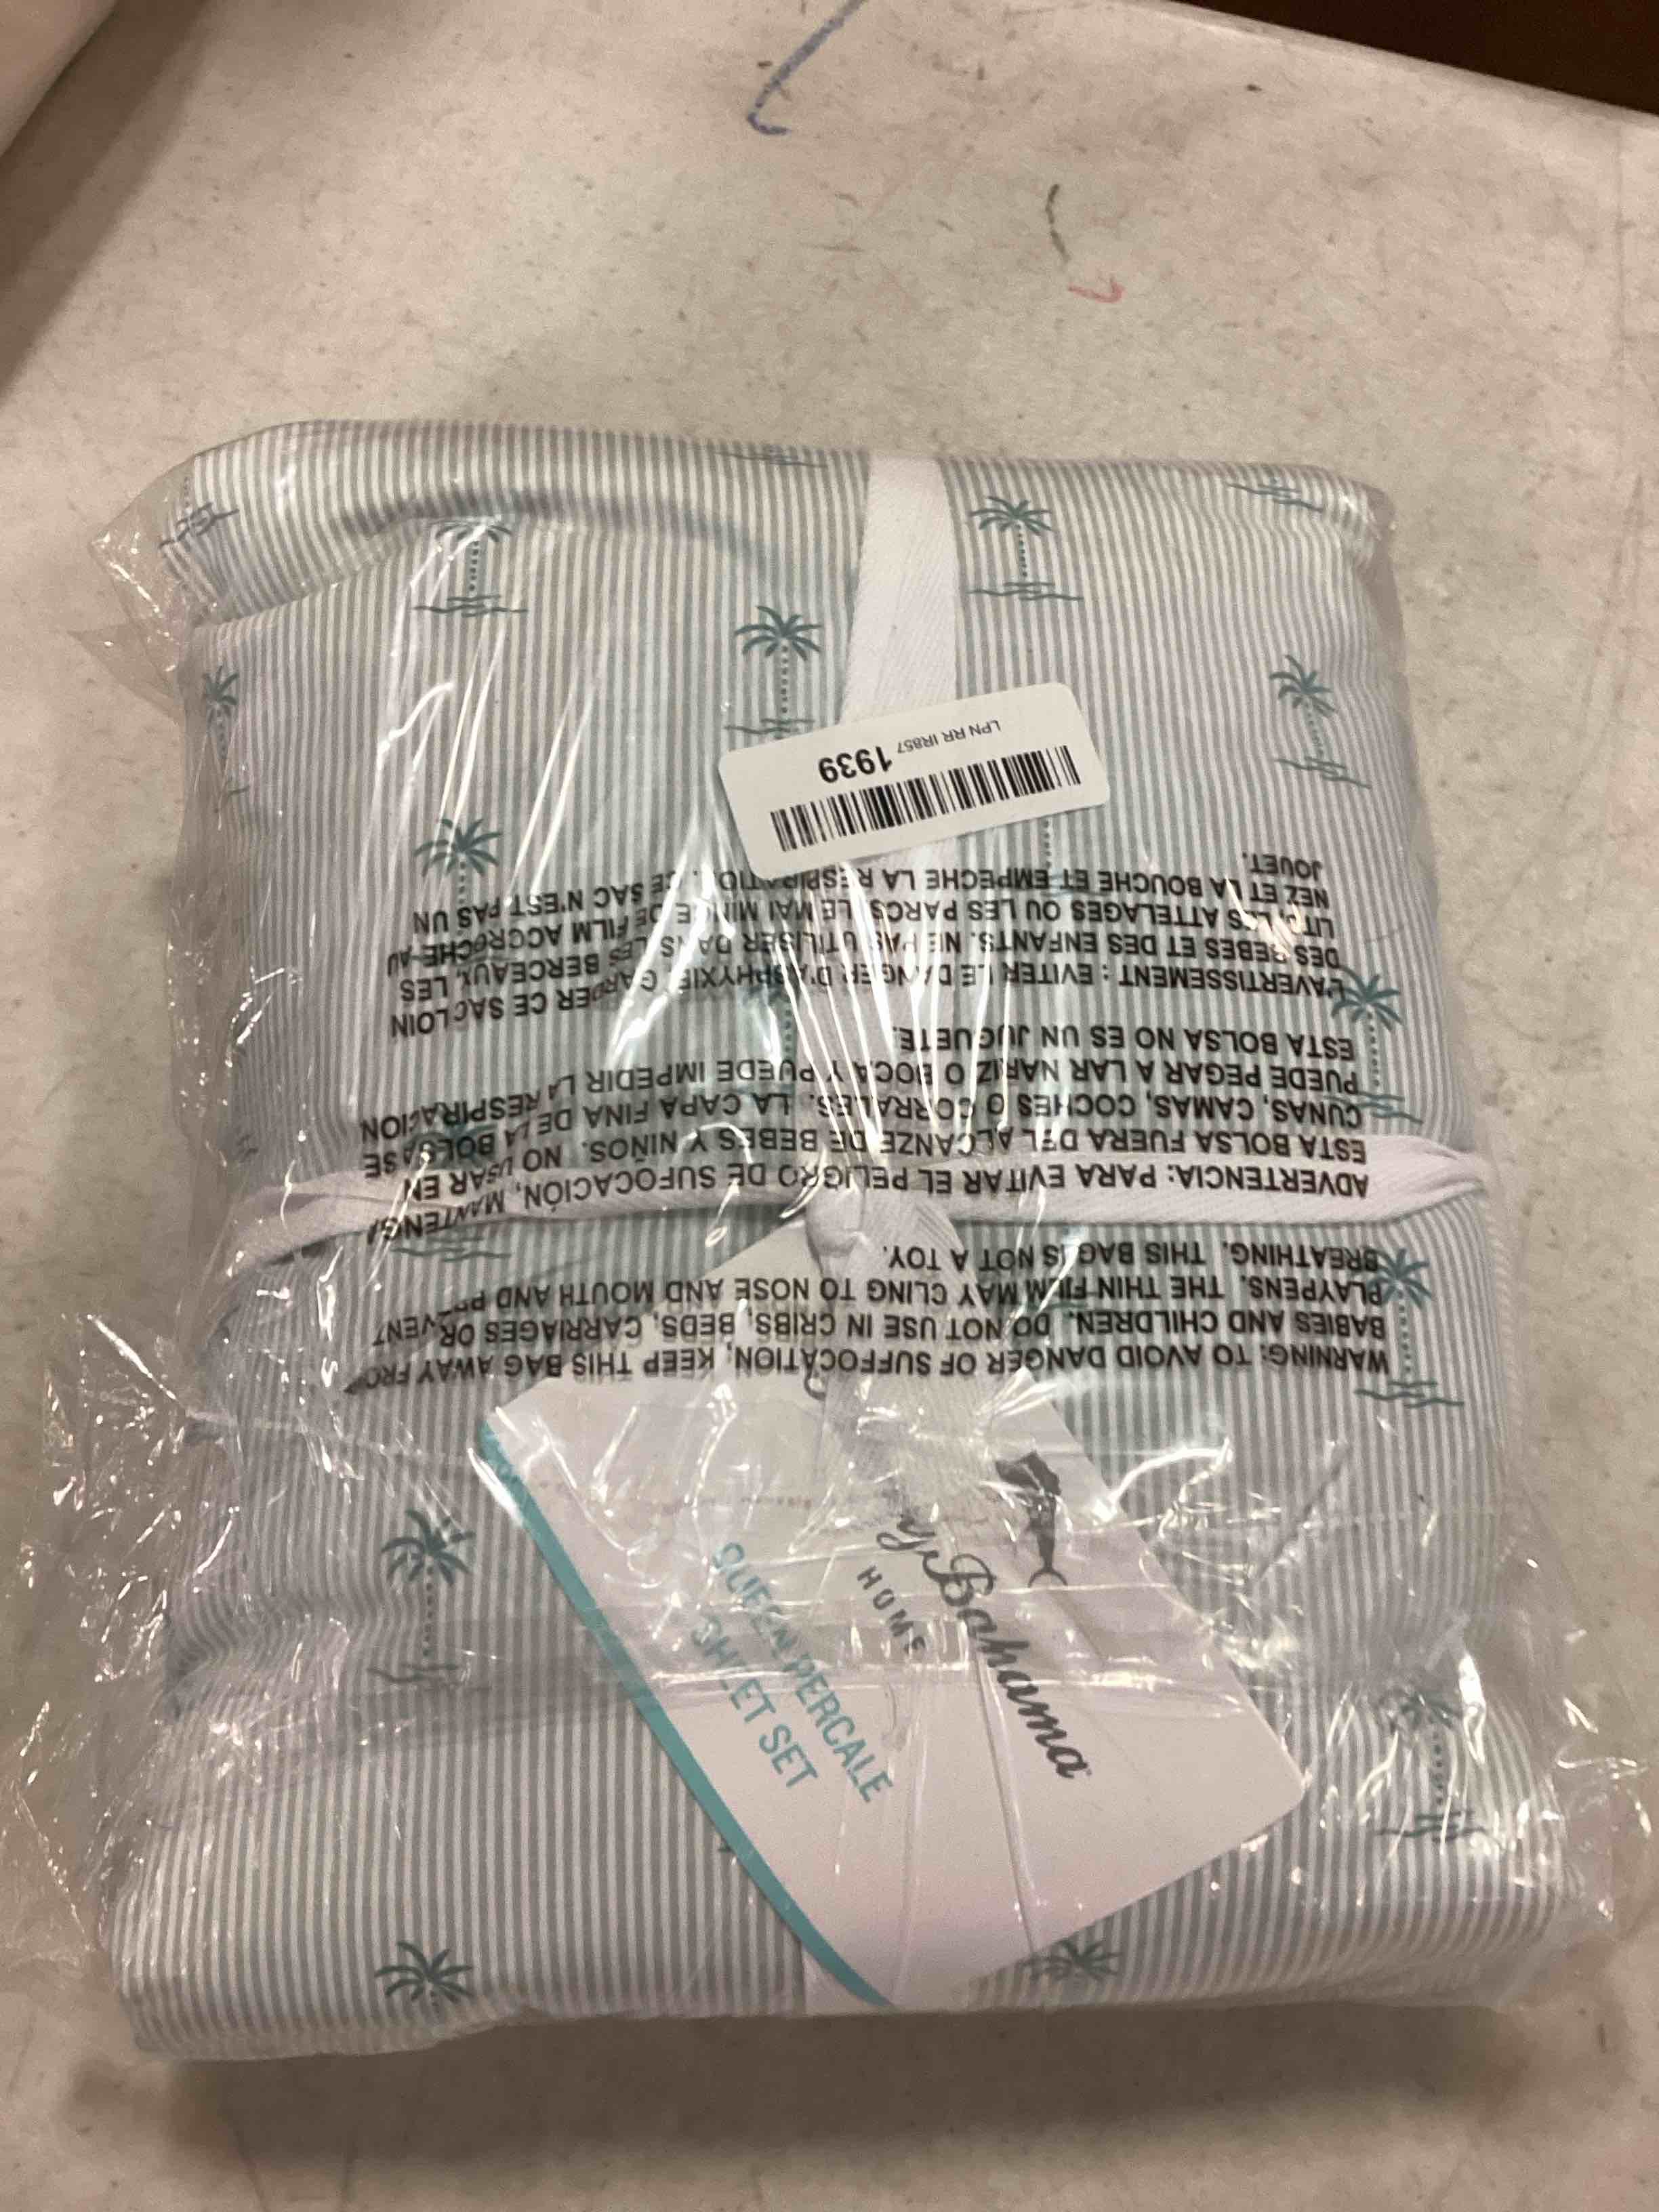 WARNING: TO AVOID DANGER OF SUFFOCATION, KEEP THIS BAG AWAY FRO
BABIES AND CHILDREN. DO NOT USE IN CRIBS, BEDS, CARRIAGES OR
PLAYPENS. THE THIN FILM MAY CLING TO NOSE AND MOUTH AND PREVENT
BREATHING. THIS BAG IS NOT A TOY.
ADVERTENCIA: PARA EVITAR EL PELIGRO DE SUFOCACIÓN, MANTENGA
ESTA BOLSA FUERA DEL ALCANZE DE BEBES Y NIÑOS. NO USAR EN
CUNAS, CAMAS, COCHES O CORRALES. LA CAPA FINA DE LA BOLSA SE
PUEDE PEGAR A LAR NARIZ O BOCA Y PUEDE IMPEDIR LA RESPIRACION
ESTA BOLSA NO ES UN JUGUETE.
L'AVERTISSEMENT : EVITER LE DANGER D'ASPHYXIE, GARDER CE SAC LOIN
DES BEBES ET DES ENFANTS. NE PAS UTILISER DANS LES BERCEAUX, LES
LITS, LES ATTELAGES OU LES PARCS. LE MAI MINCE DE FILM ACCROCHE AU
NEZ ET LA BOUCHE ET EMPECHE LA RESPIRATION. CE SAC N'EST PAS UN
JOUET.
LPN RR IR857 1939
y Bahama
HOME
QUEEN PERCALE
SHEET SET